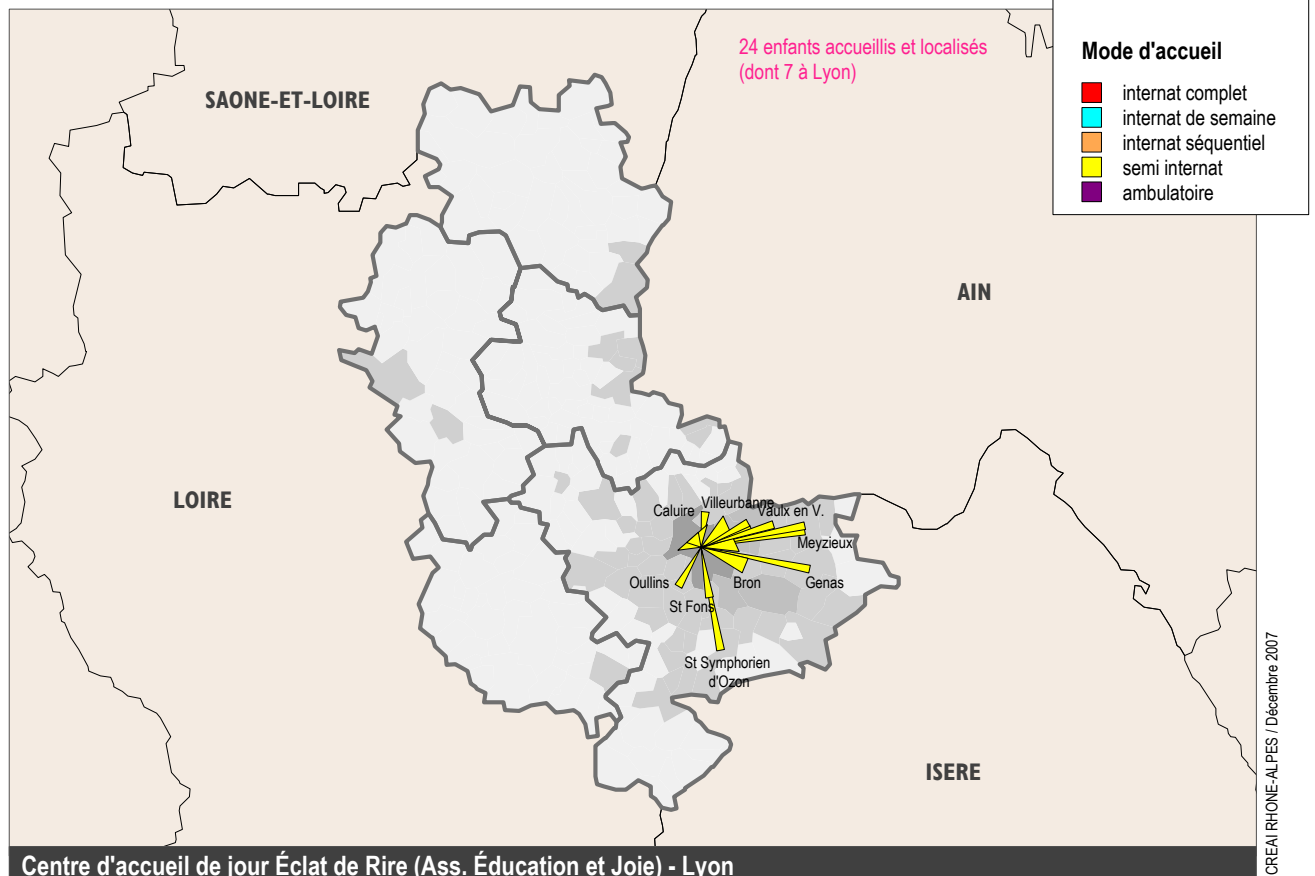 24 enfants accueillis et localisés
(dont 7 à Lyon)
Mode d'accueil
internat complet
internat de semaine
internat séquentiel
semi internat
ambulatoire
SAONE-ET-LOIRE
AIN
LOIRE
Caluire
Villeurbanne
Vaulx en V.
Meyzieux
Oullins
Bron
Genas
St Fons
St Symphorien
d'Ozon
ISERE
CREAI RHONE-ALPES / Décembre 2007
Centre d'accueil de jour Éclat de Rire (Ass. Éducation et Joie) - Lyon